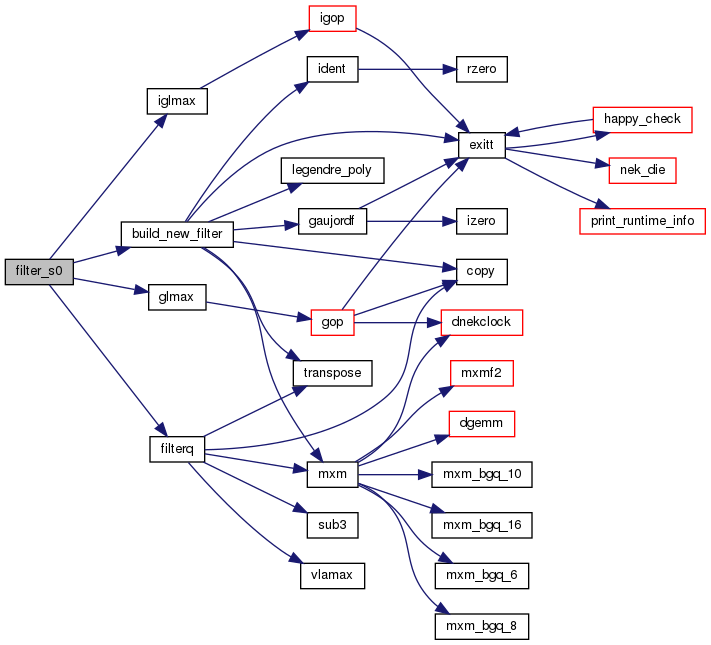 igop
ident
rzero
iglmax
happy_check
exitt
legendre_poly
nek_die
gaujordf
izero
print_runtime_info
build_new_filter
filter_s0
copy
glmax
gop
dnekclock
transpose
mxmf2
dgemm
filterq
mxm
mxm_bgq_10
sub3
mxm_bgq_16
vlamax
mxm_bgq_6
mxm_bgq_8